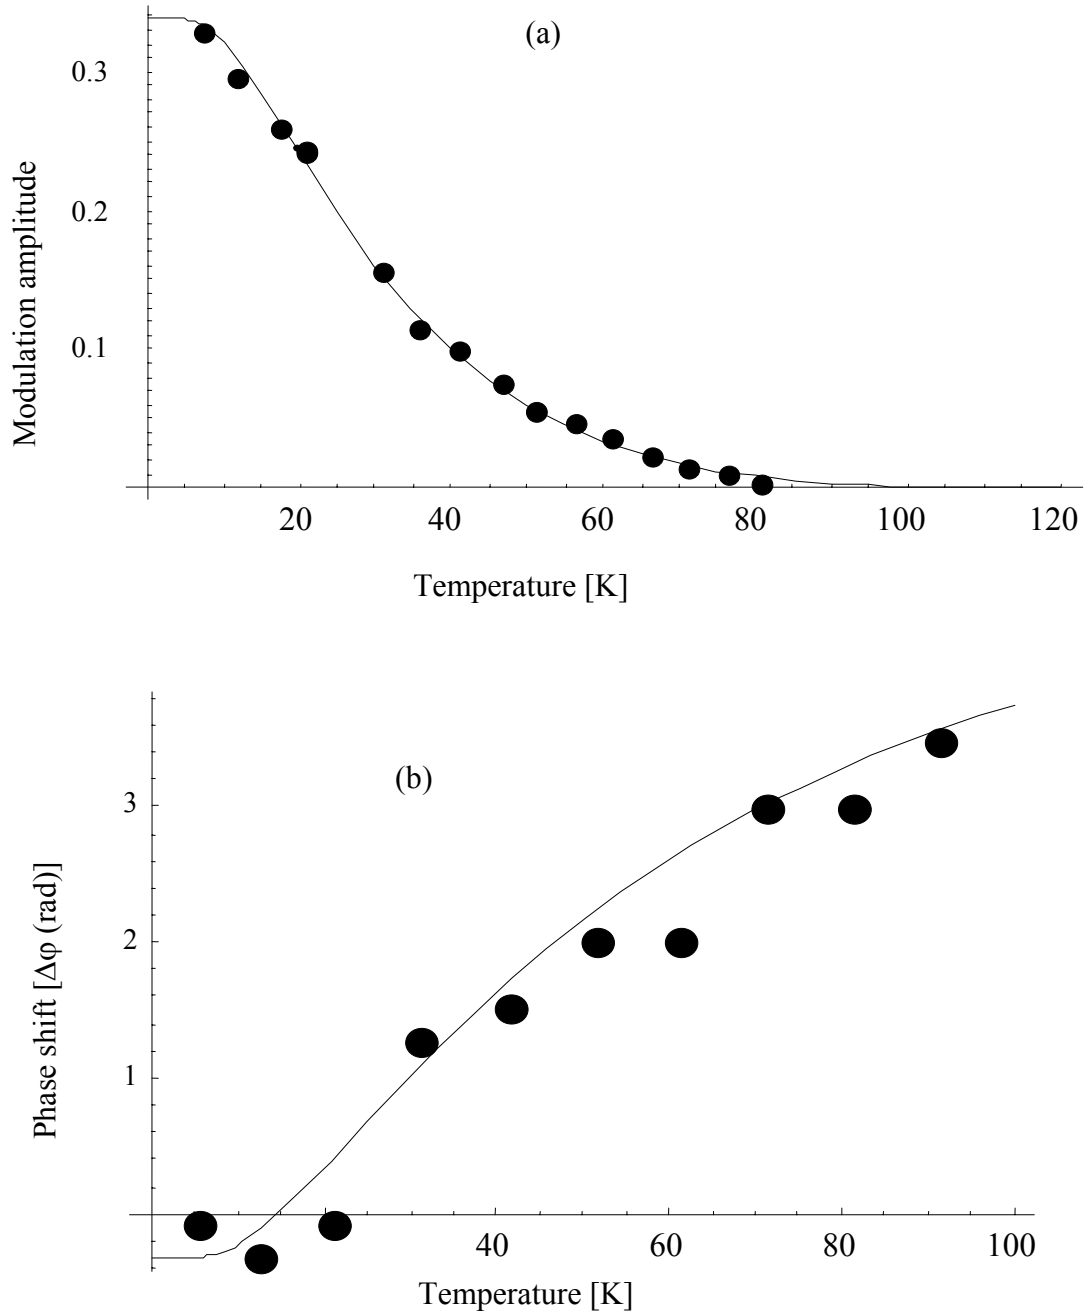 (a)
0.3
0.2
0.1
Modulation amplitude
20 40 60 80 100 120
Temperature [K]
(b)
3
2
1
Phase shift [Δφ (rad)]
40 60 80 100
Temperature [K]